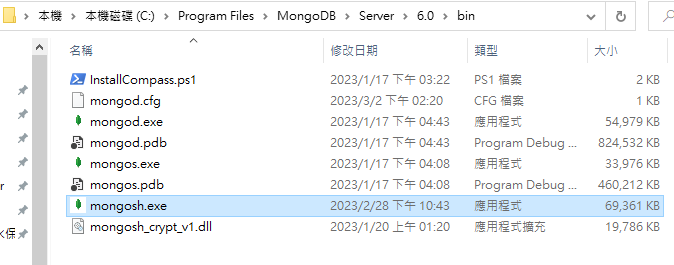 本機 > 本機磁碟 (C:) > Program Files > MongoDB > Server > 6.0 > bin
名稱 修改日期 類型 大小
InstallCompass.ps1 2023/1/17 下午 03:22 PS1 檔案 2 KB
mongod.cfg 2023/3/2 下午 02:20 CFG 檔案 1 KB
mongod.exe 2023/1/17 下午 04:43 應用程式 54,979 KB
mongod.pdb 2023/1/17 下午 04:43 Program Debug ... 824,532 KB
mongos.exe 2023/1/17 下午 04:08 應用程式 33,976 KB
mongos.pdb 2023/1/17 下午 04:08 Program Debug ... 460,212 KB
mongosh.exe 2023/2/28 下午 10:43 應用程式 69,361 KB
mongosh_crypt_v1.dll 2023/1/20 上午 01:20 應用程式擴充 19,786 KB